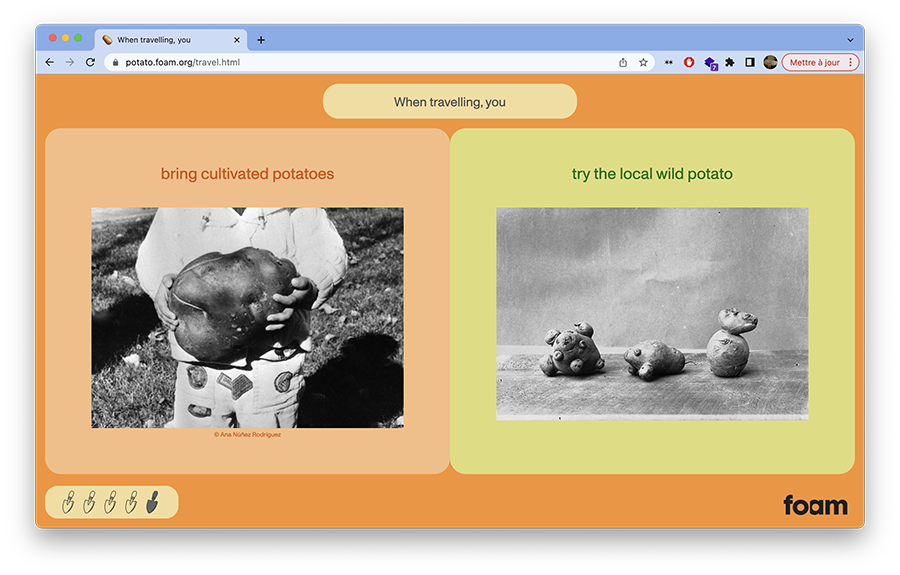 When travelling, you
potato.foam.org/travel.html
7
Mettre à jour
When travelling, you
bring cultivated potatoes
try the local wild potato
© Ana Núñez Rodríguez
foam